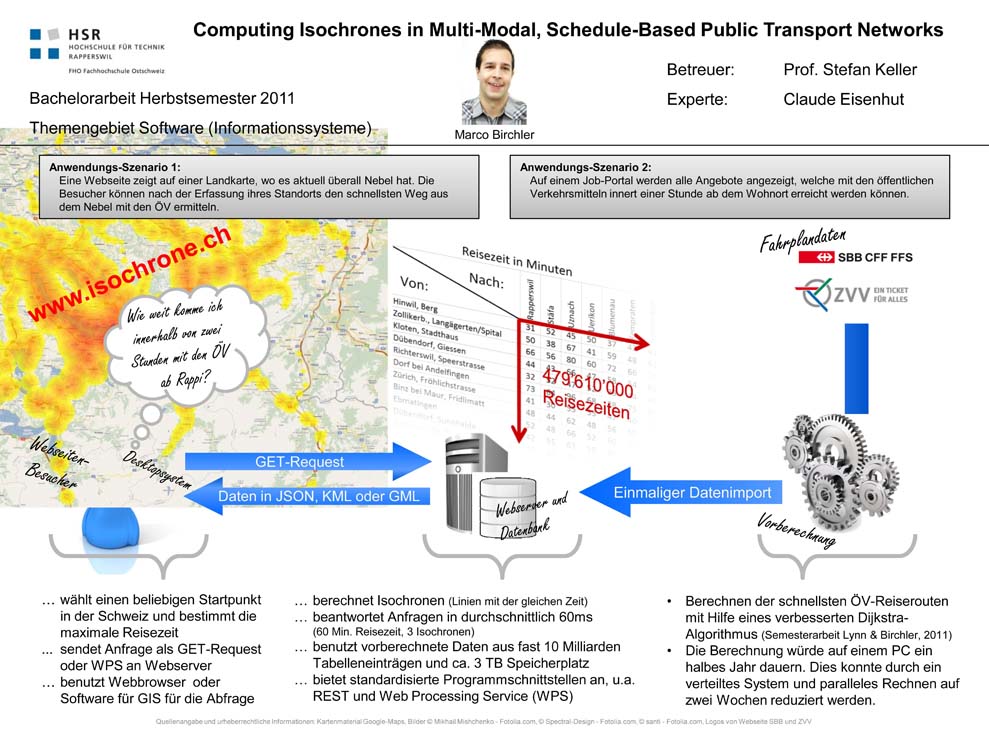 HSR
HOCHSCHULE FÜR TECHNIK
RAPPERSWIL
FHO Fachhochschule Ostschweiz
Computing Isochrones in Multi-Modal, Schedule-Based Public Transport Networks
Bachelorarbeit Herbstsemester 2011
Themengebiet Software (Informationssysteme)
Marco Birchler
Betreuer: Prof. Stefan Keller
Experte: Claude Eisenhut
Anwendungs-Szenario 1:
Eine Webseite zeigt auf einer Landkarte, wo es aktuell überall Nebel hat. Die
Besucher können nach der Erfassung ihres Standorts den schnellsten Weg aus
dem Nebel mit den ÖV ermitteln.
Anwendungs-Szenario 2:
Auf einem Job-Portal werden alle Angebote angezeigt, welche mit den öffentlichen
Verkehrsmitteln innert einer Stunde ab dem Wohnort erreicht werden können.
www.isochrone.ch
Wie weit komme ich
innerhalb von zwei
Stunden mit den ÖV
ab Rappi?
Webseiten-
Besucher
Desktopsystem
Reisezeit in Minuten
Von:
Nach:
Rapperswil
Stäfa
Uznach
Hinwil, Berg
Zollikerb., Langägerten/Spital
Kloten, Stadthaus
Dübendorf, Giessen
Richterswil, Speerstrasse
Dorf bei Andelfingen
Zürich, Fröhlichstrasse
Binz bei Maur, Fridlimatt
Ebmatingen
31 52 45 50
50 38 67 41
66 56 80 60
44
32
73
41
48
479'610'000
Reisezeiten
Fahrplandaten
SBB CFF FFS
ZVV EIN TICKET
FÜR ALLES
GET-Request
Daten in JSON, KML oder GML
Webserver und
Datenbank
Einmaliger Datenimport
Vorberechnung
… wählt einen beliebigen Startpunkt
in der Schweiz und bestimmt die
maximale Reisezeit
... sendet Anfrage als GET-Request
oder WPS an Webserver
… benutzt Webbrowser oder
Software für GIS für die Abfrage
… berechnet Isochronen (Linien mit der gleichen Zeit)
… beantwortet Anfragen in durchschnittlich 60ms
(60 Min. Reisezeit, 3 Isochronen)
… benutzt vorberechnete Daten aus fast 10 Milliarden
Tabelleneinträgen und ca. 3 TB Speicherplatz
… bietet standardisierte Programmschnittstellen an, u.a.
REST und Web Processing Service (WPS)
• Berechnen der schnellsten ÖV-Reiserouten
mit Hilfe eines verbesserten Dijkstra-
Algorithmus (Semesterarbeit Lynn & Birchler, 2011)
• Die Berechnung würde auf einem PC ein
halbes Jahr dauern. Dies konnte durch ein
verteiltes System und paralleles Rechnen auf
zwei Wochen reduziert werden.
Quellenangabe und urheberrechtliche Informationen: Kartenmaterial Google-Maps, Bilder © Mikhail Mishchenko - Fotolia.com, © Spectral-Design - Fotolia.com, © santi - Fotolia.com, Logos von Webseite SBB und ZVV